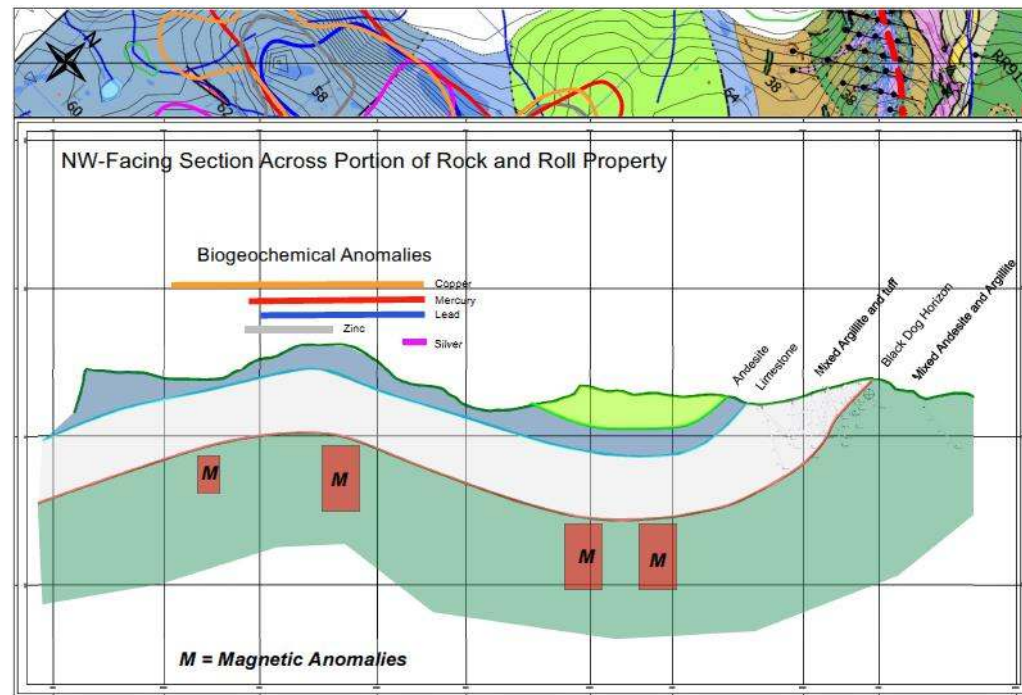 N
60
62
58
64
38
58
NW-Facing Section Across Portion of Rock and Roll Property
Biogeochemical Anomalies
Copper
Mercury
Lead
Zinc
Silver
Andesite
Limestone
Mixed Argillite and tuff
Black Dog Horizon
Mixed Andesite and Argillite
M
M
M
M
M = Magnetic Anomalies